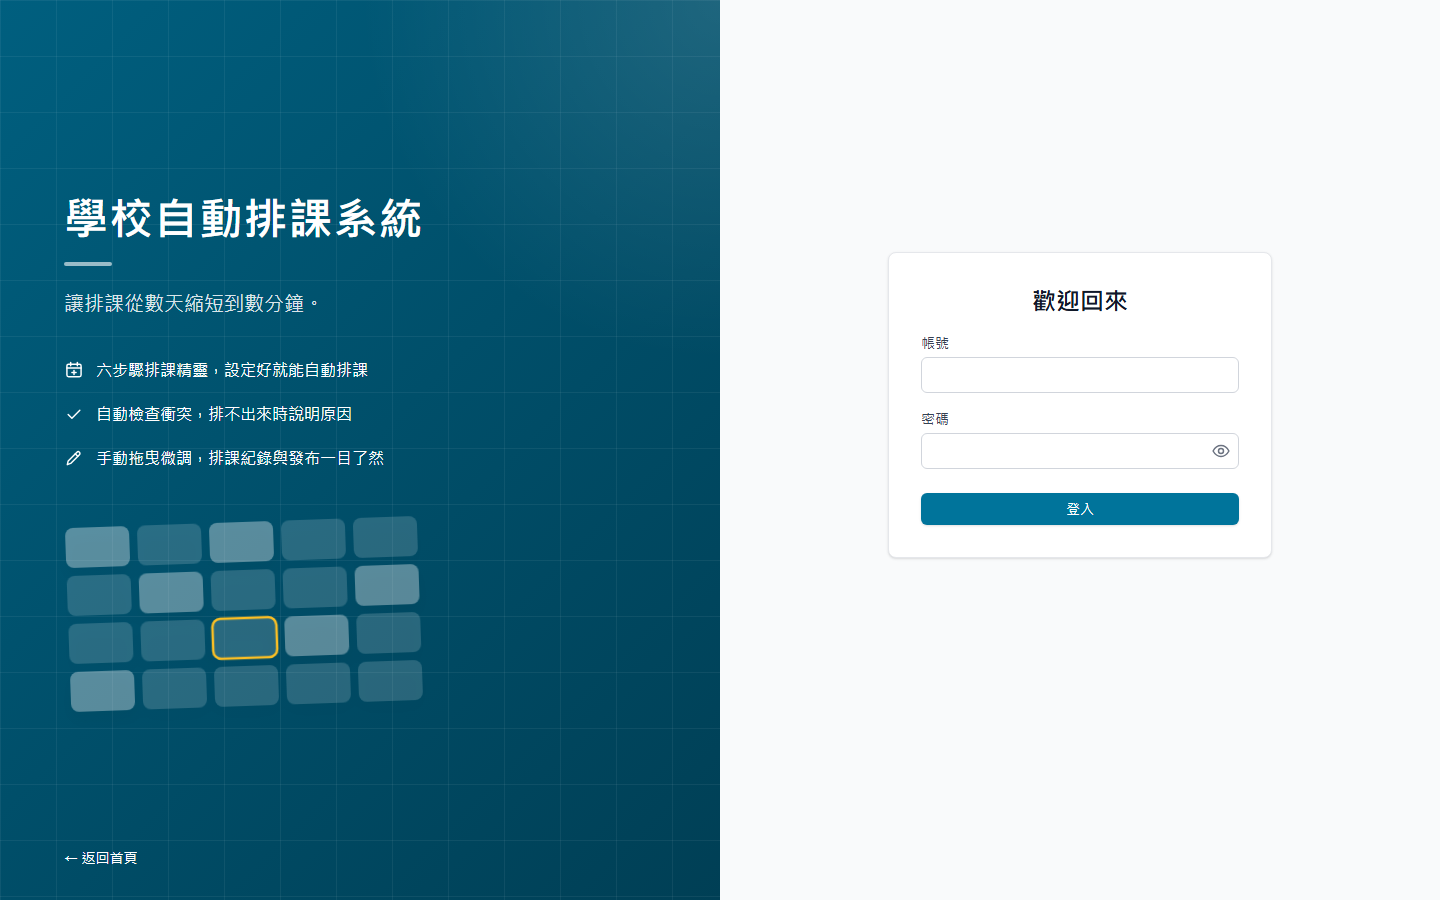 學校自動排課系統
讓排課從數天縮短到數分鐘。
六步驟排課精靈，設定好就能自動排課
自動檢查衝突，排不出來時說明原因
手動拖曳微調，排課紀錄與發布一目了然
← 返回首頁
歡迎回來
帳號
密碼
登入